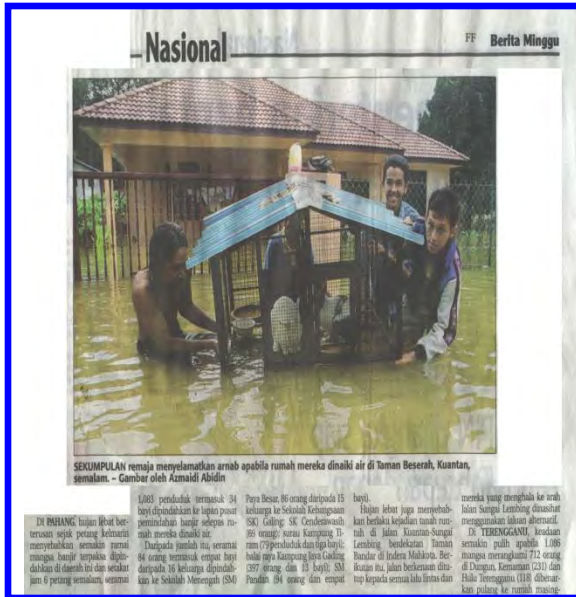 Nasional
FF Berita Minggu
SEKUMPULAN remaja menyelamatkan arnab apabila rumah mereka dinaiki air di Taman Beserah, Kuantan,
semalam. – Gambar oleh Azmaidi Abidin
DI PAHANG, hujan lebat ber-
terusan sejak petang kelmarin
menyebabkan semakin ramai
mangsa banjir terpaksa dipin-
dahkan di daerah ini dan setakat
jam 6 petang semalam, seramai
1,083 penduduk termasuk 34
bayi dipindahkan ke lapan pusat
pemindahan banjir selepas ru-
mah mereka dinaiki air.
Daripada jumlah itu, seramai
84 orang termasuk empat bayi
daripada 16 keluarga dipindah-
kan ke Sekolah Menengah (SM)
Paya Besar, 86 orang daripada 15
keluarga ke Sekolah Kebangsaan
(SK) Galing; SK Cenderawasih
(86 orang); surau Kampung Ti-
ram (79 penduduk dan tiga bayi);
balai raya Kampung Jaya Gading
(397 orang dan 13 bayi); SM
Pandan (94 orang dan empat
bayi).
Hujan lebat juga menyebab-
kan berlaku kejadian tanah run-
tuh di Jalan Kuantan-Sungai
Lembing berdekatan Taman
Bandar di Indera Mahkota. Ber-
ikutan itu, jalan berkenaan ditu-
tup kepada semua lalu lintas dan
mereka yang menghala ke arah
Jalan Sungai Lembing dinasihat
menggunakan laluan alternatif.
Di TERENGGANU, keadaan
semakin pulih apabila 1,086
mangsa merangkumi 712 orang
di Dungun, Kemaman (231) dan
Hulu Terengganu (118) dibenar-
kan pulang ke rumah masing-